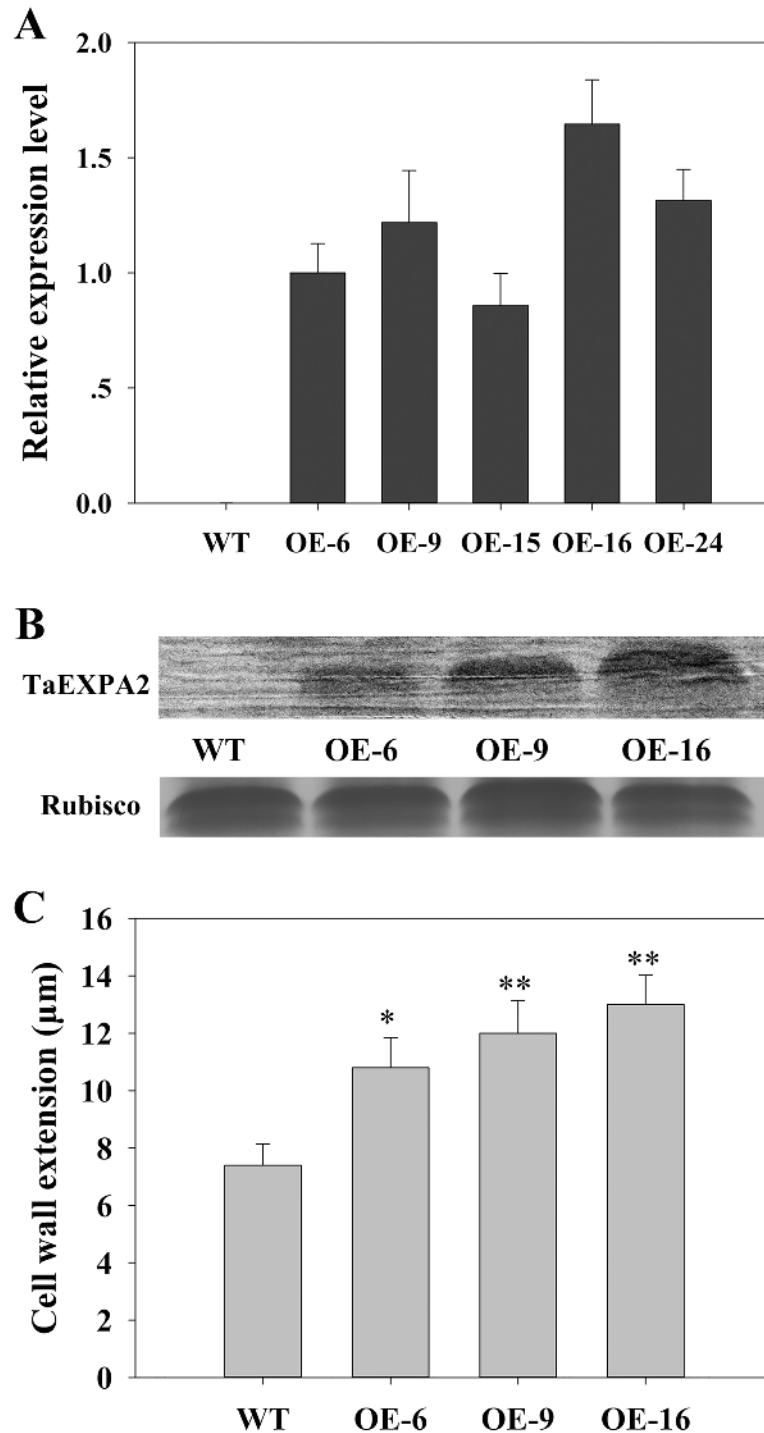 A
Relative expression level
2.0
1.5
1.0
.5
0.0
WT OE-6 OE-9 OE-15 OE-16 OE-24
B
TaEXPA2
WT OE-6 OE-9 OE-16
Rubisco
C
Cell wall extension (µm)
16
14
12
10
8
6
4
2
0
* ** **
WT OE-6 OE-9 OE-16